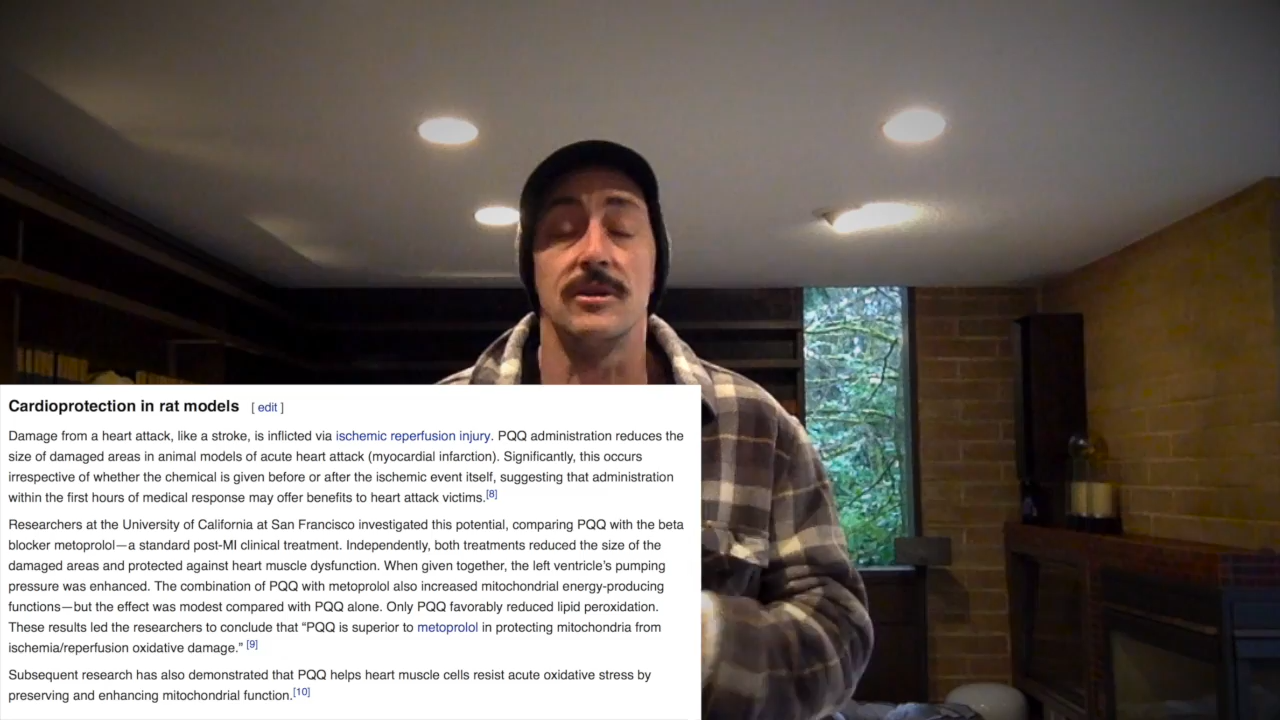 Cardioprotection in rat models [ edit ]
Damage from a heart attack, like a stroke, is inflicted via ischemic reperfusion injury. PQQ administration reduces the
size of damaged areas in animal models of acute heart attack (myocardial infarction). Significantly, this occurs
irrespective of whether the chemical is given before or after the ischemic event itself, suggesting that administration
within the first hours of medical response may offer benefits to heart attack victims.[8]
Researchers at the University of California at San Francisco investigated this potential, comparing PQQ with the beta
blocker metoprolol—a standard post-MI clinical treatment. Independently, both treatments reduced the size of the
damaged areas and protected against heart muscle dysfunction. When given together, the left ventricle's pumping
pressure was enhanced. The combination of PQQ with metoprolol also increased mitochondrial energy-producing
functions—but the effect was modest compared with PQQ alone. Only PQQ favorably reduced lipid peroxidation.
These results led the researchers to conclude that “PQQ is superior to metoprolol in protecting mitochondria from
ischemia/reperfusion oxidative damage.” [9]
Subsequent research has also demonstrated that PQQ helps heart muscle cells resist acute oxidative stress by
preserving and enhancing mitochondrial function.[10]